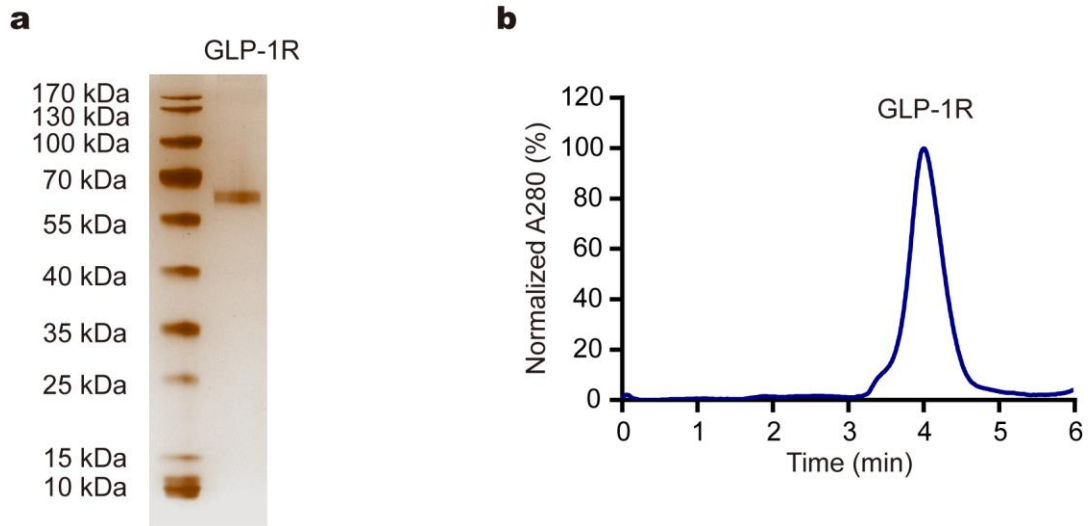 a
GLP-1R
170 kDa
130 kDa
100 kDa
70 kDa
55 kDa
40 kDa
35 kDa
25 kDa
15 kDa
10 kDa
b
GLP-1R
Normalized A280 (%)
120
100
80
60
40
20
0
0 1 2 3 4 5 6
Time (min)